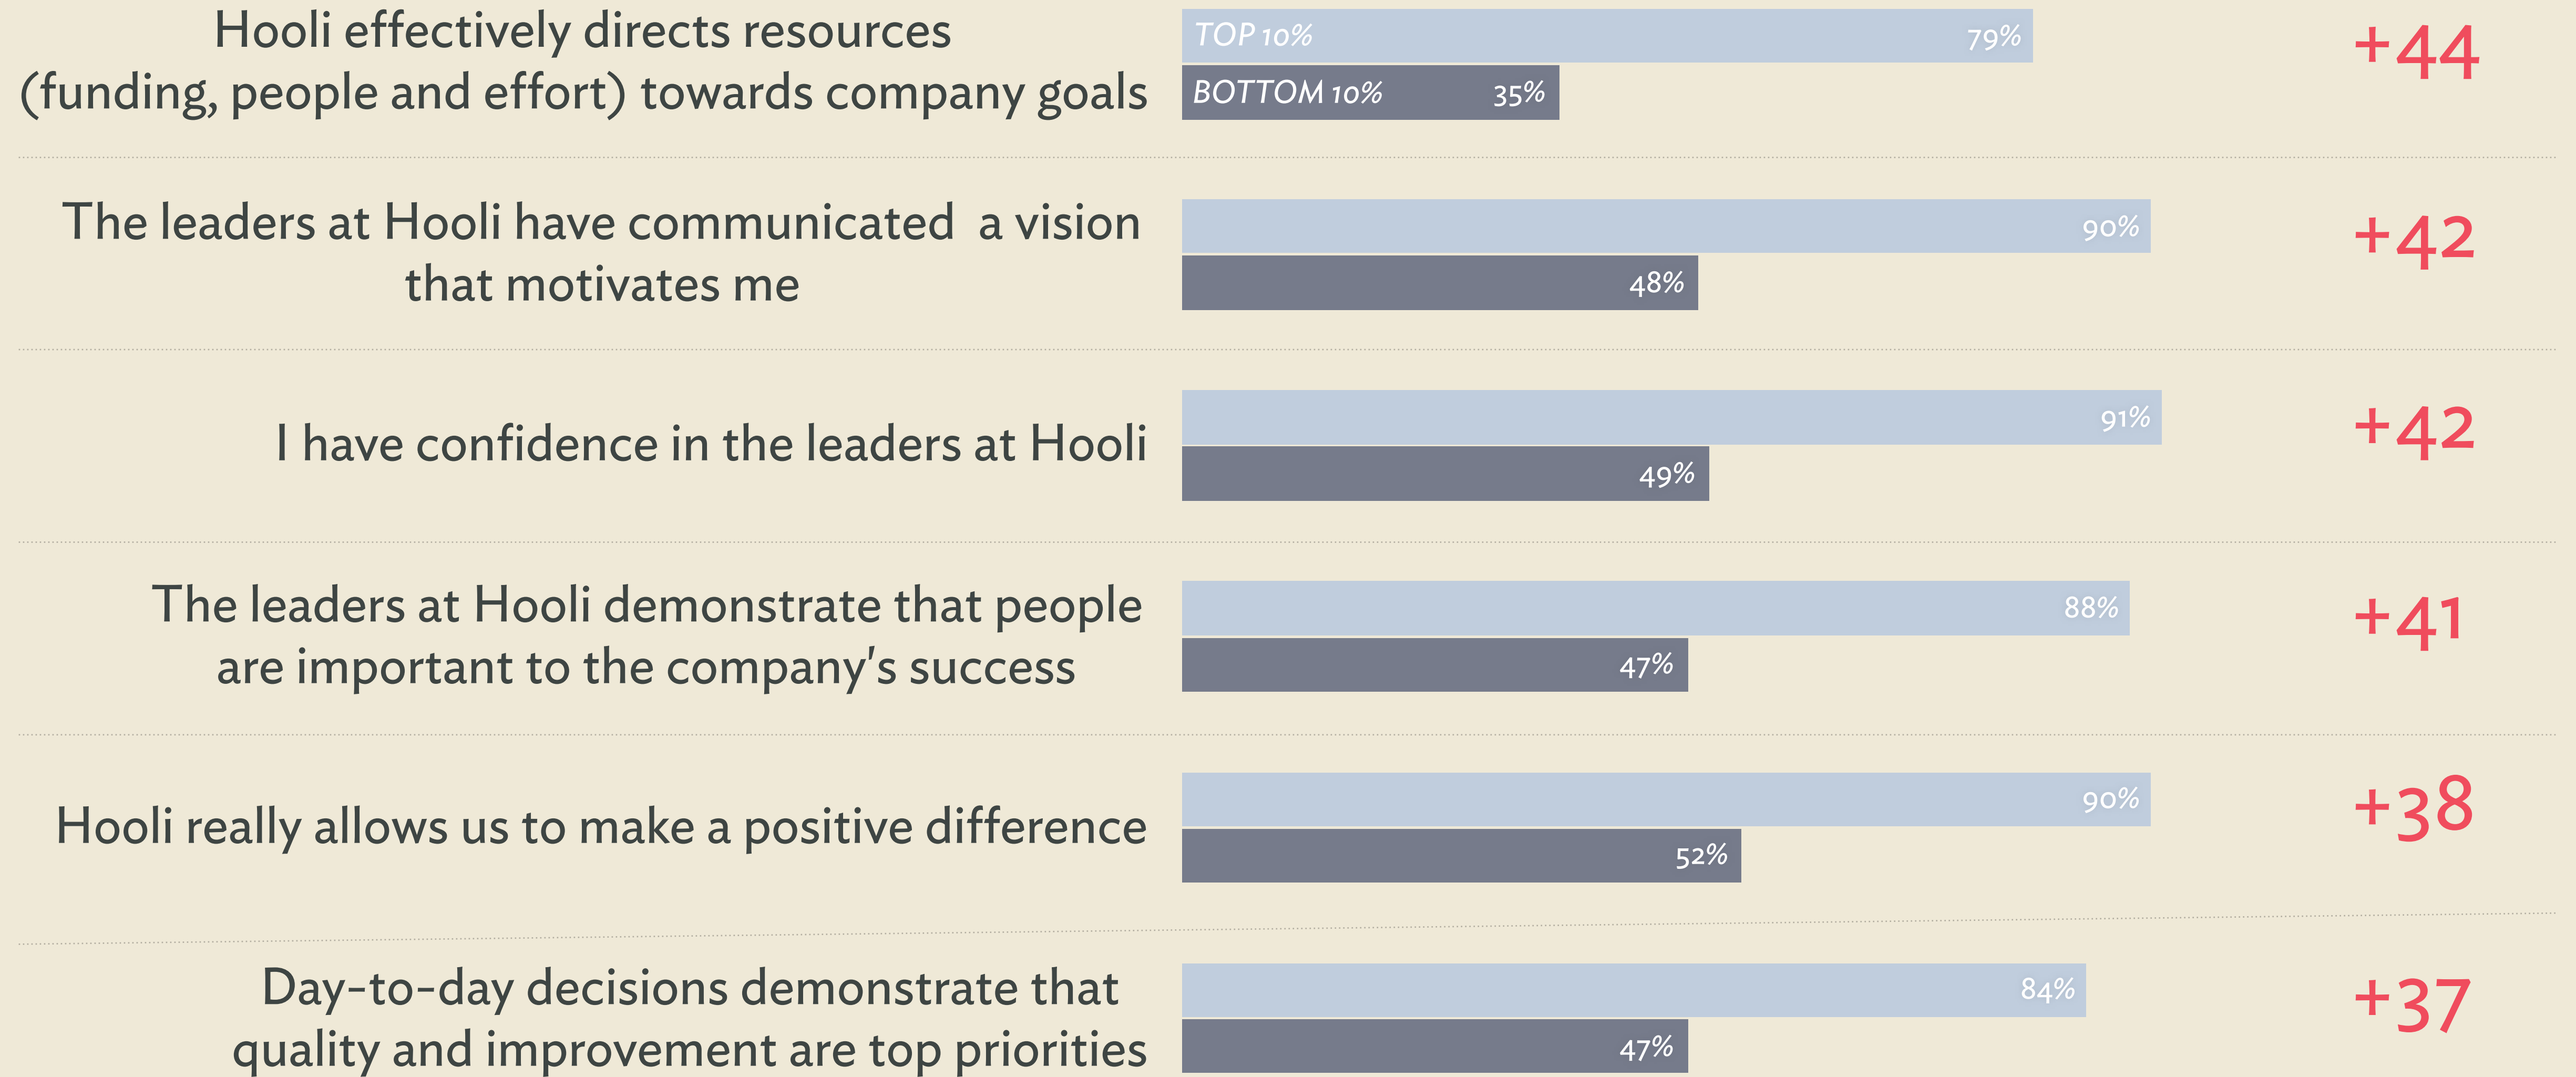 Hooli effectively directs resources
(funding, people and effort) towards company goals
TOP 10% 79%
BOTTOM 10% 35%
+44
The leaders at Hooli have communicated  a vision
that motivates me
90%
48%
+42
I have confidence in the leaders at Hooli
91%
49%
+42
The leaders at Hooli demonstrate that people
are important to the company's success
88%
47%
+41
Hooli really allows us to make a positive difference
90%
52%
+38
Day-to-day decisions demonstrate that
quality and improvement are top priorities
84%
47%
+37